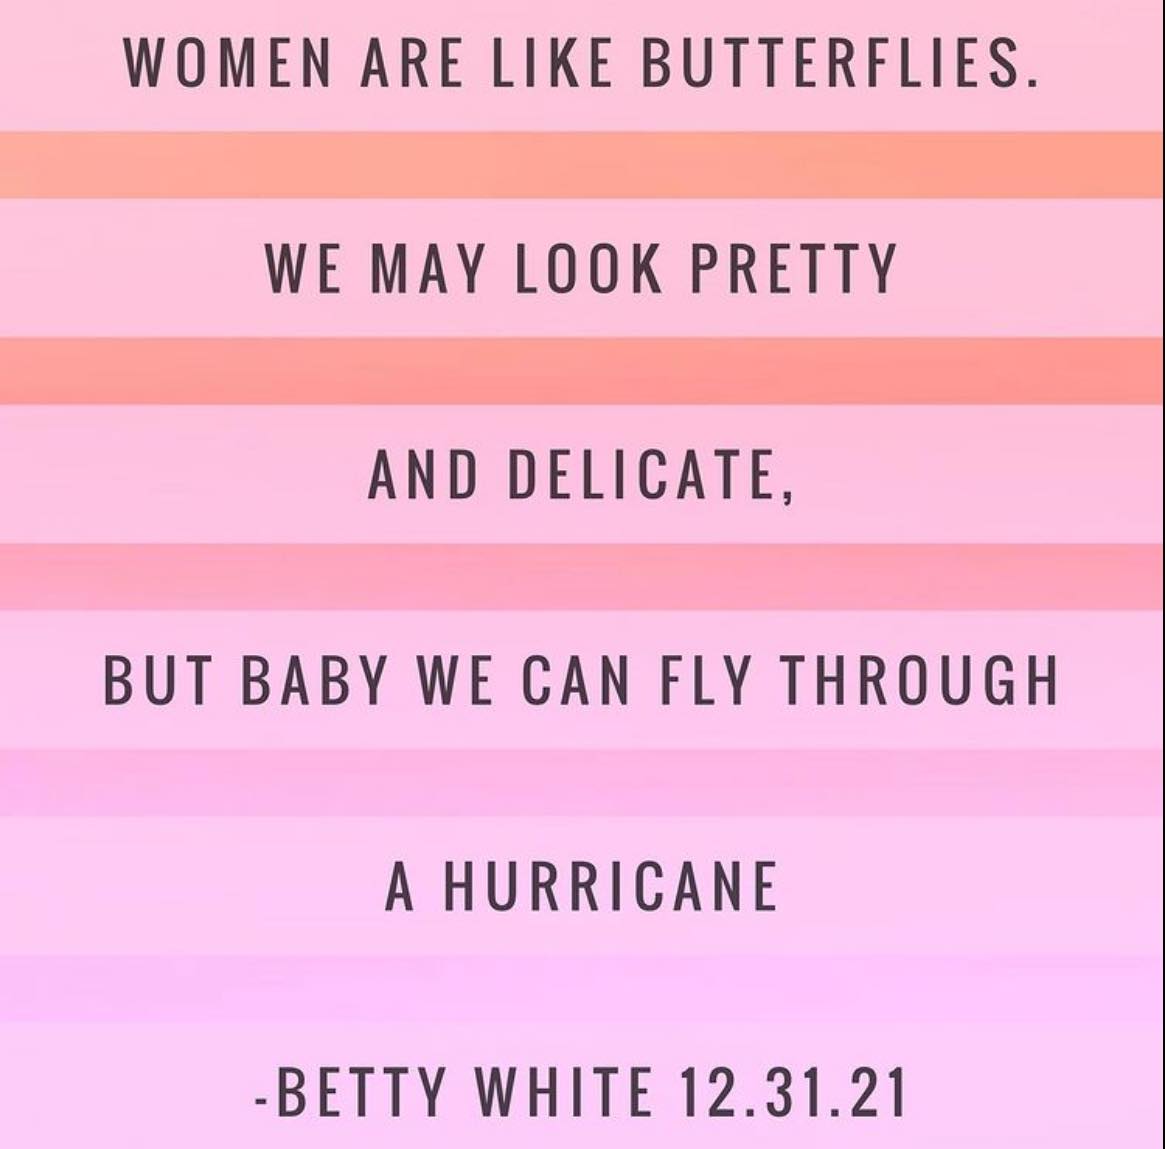 WOMEN ARE LIKE BUTTERFLIES.
WE MAY LOOK PRETTY
AND DELICATE,
BUT BABY WE CAN FLY THROUGH
A HURRICANE
-BETTY WHITE 12.31.21